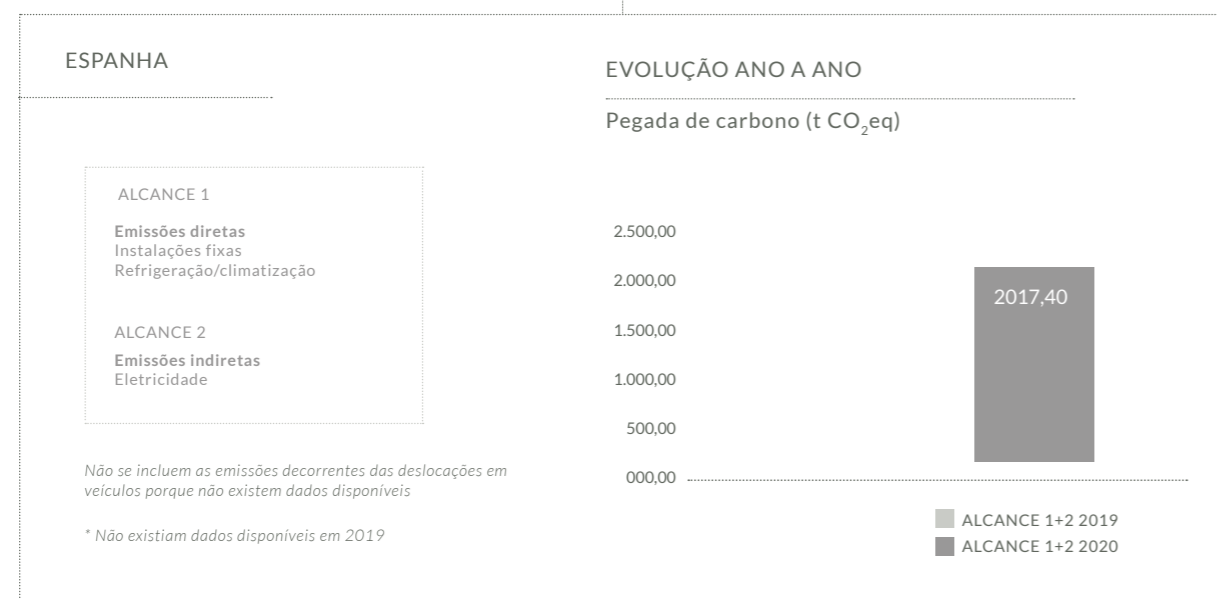 ESPANHA
ALCANCE 1
Emissões diretas
Instalações fixas
Refrigeração/climatização
ALCANCE 2
Emissões indiretas
Eletricidade
Não se incluem as emissões decorrentes das deslocações em
veículos porque não existem dados disponíveis
* Não existiam dados disponíveis em 2019
EVOLUÇÃO ANO A ANO
Pegada de carbono (t CO₂eq)
2.500,00
2.000,00
1.500,00
1.000,00
500,00
000,00
2017,40
ALCANCE 1+2 2019
ALCANCE 1+2 2020